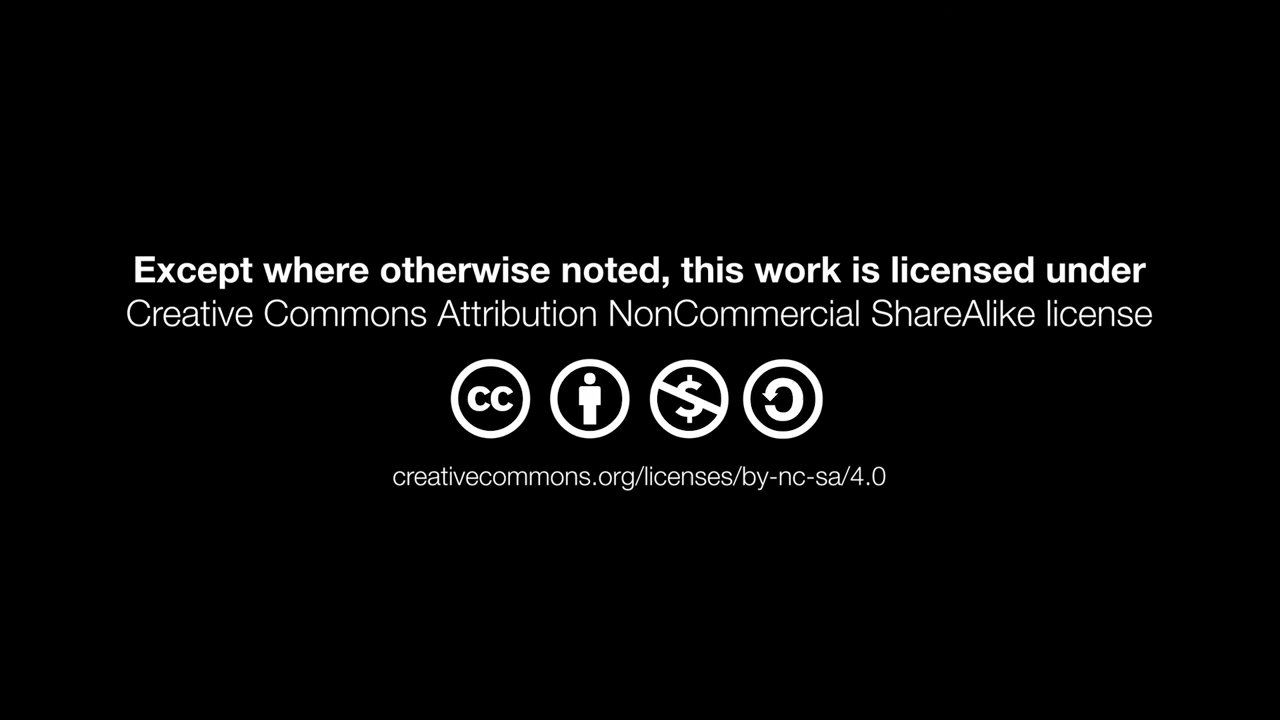 Except where otherwise noted, this work is licensed under
Creative Commons Attribution NonCommercial ShareAlike license
cc
$
creativecommons.org/licenses/by-nc-sa/4.0